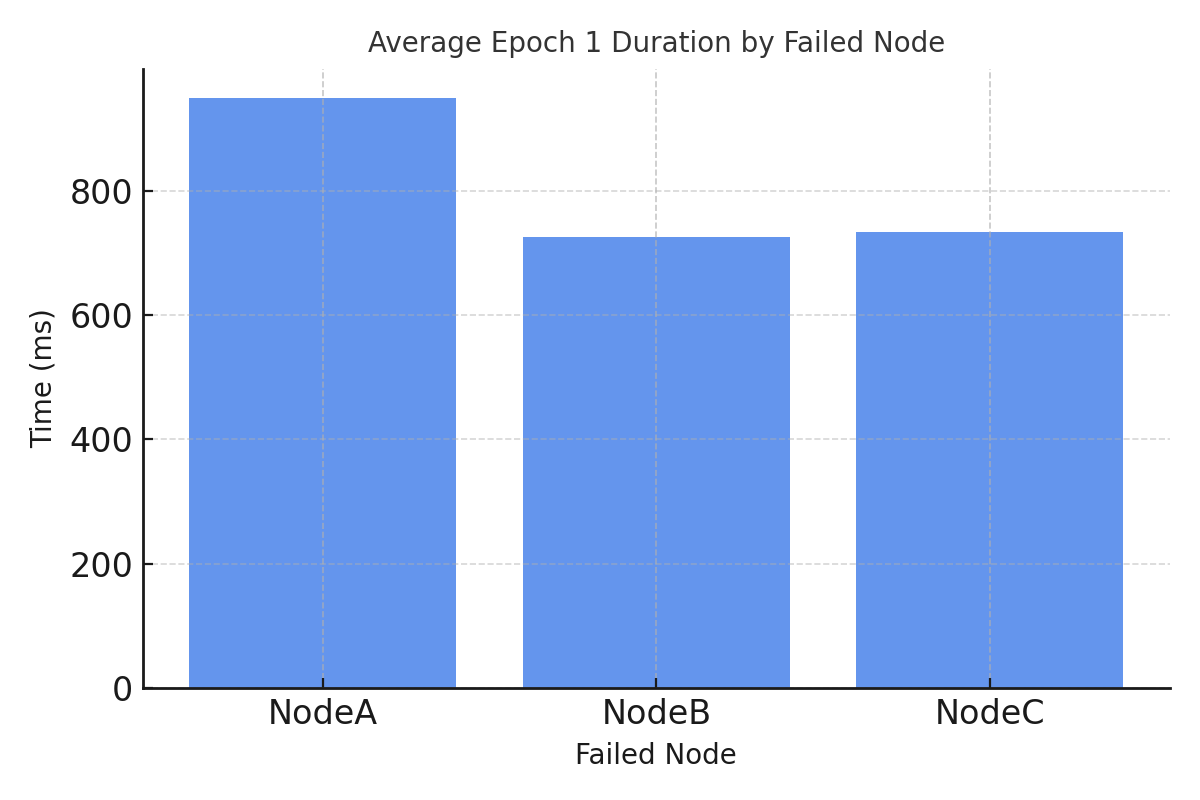 Average Epoch 1 Duration by Failed Node
Time (ms)
800
600
400
200
0
NodeA NodeB NodeC
Failed Node